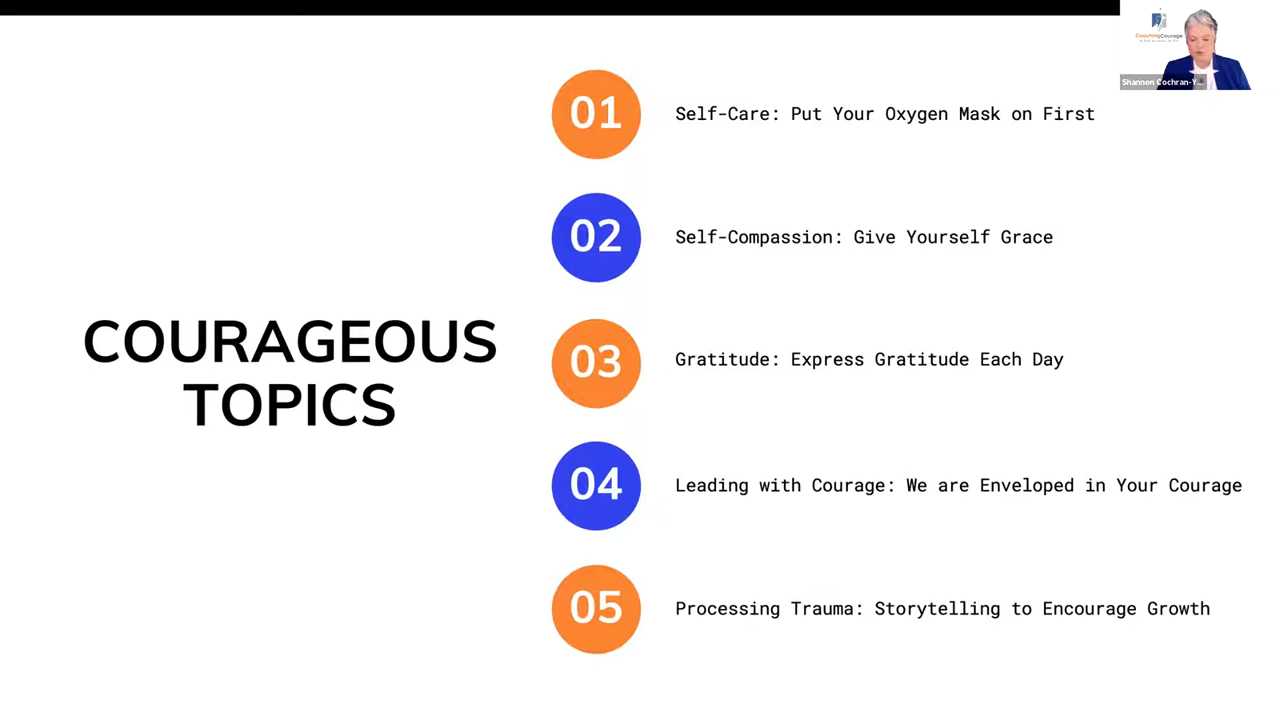 COURAGEOUS
TOPICS
01
Self-Care: Put Your Oxygen Mask on First
02
Self-Compassion: Give Yourself Grace
03
Gratitude: Express Gratitude Each Day
04
Leading with Courage: We are Enveloped in Your Courage
05
Processing Trauma: Storytelling to Encourage Growth
CoachingCourage
Shannon Cochran-Y...